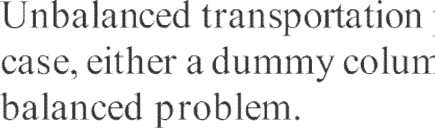 Unbalanced transportation
case, either a dummy colum
balanced problem.